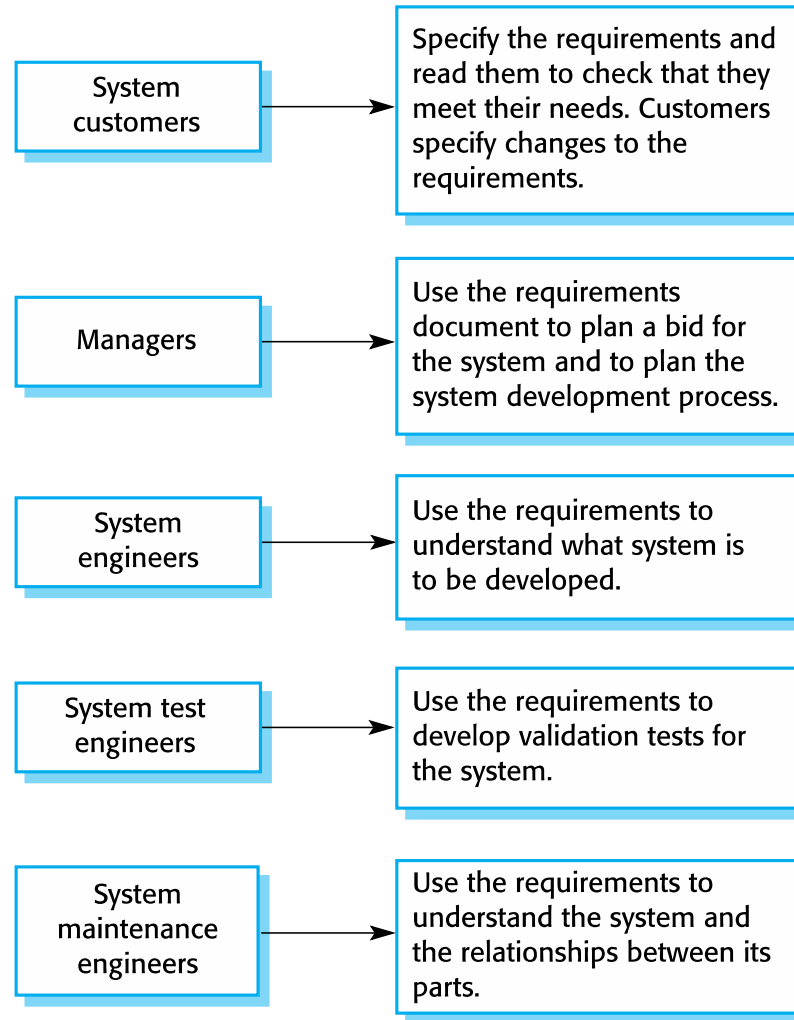 System
customers
Specify the requirements and
read them to check that they
meet their needs. Customers
specify changes to the
requirements.
Managers
Use the requirements
document to plan a bid for
the system and to plan the
system development process.
System
engineers
Use the requirements to
understand what system is
to be developed.
System test
engineers
Use the requirements to
develop validation tests for
the system.
System
maintenance
engineers
Use the requirements to
understand the system and
the relationships between its
parts.